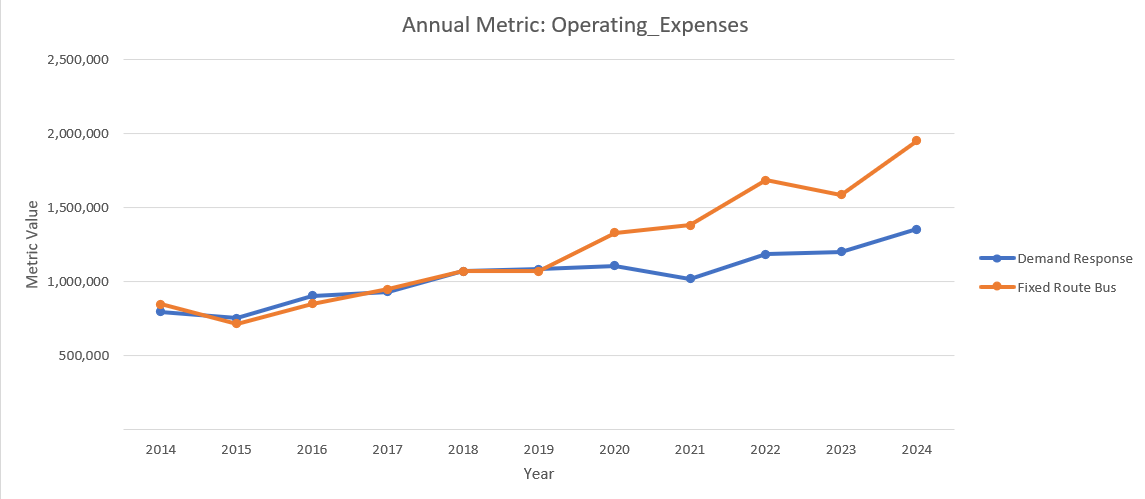 Annual Metric: Operating_Expenses
2,500,000
2,000,000
1,500,000
1,000,000
500,000
Metric Value
2014 2015 2016 2017 2018 2019 2020 2021 2022 2023 2024
Year
Demand Response
Fixed Route Bus